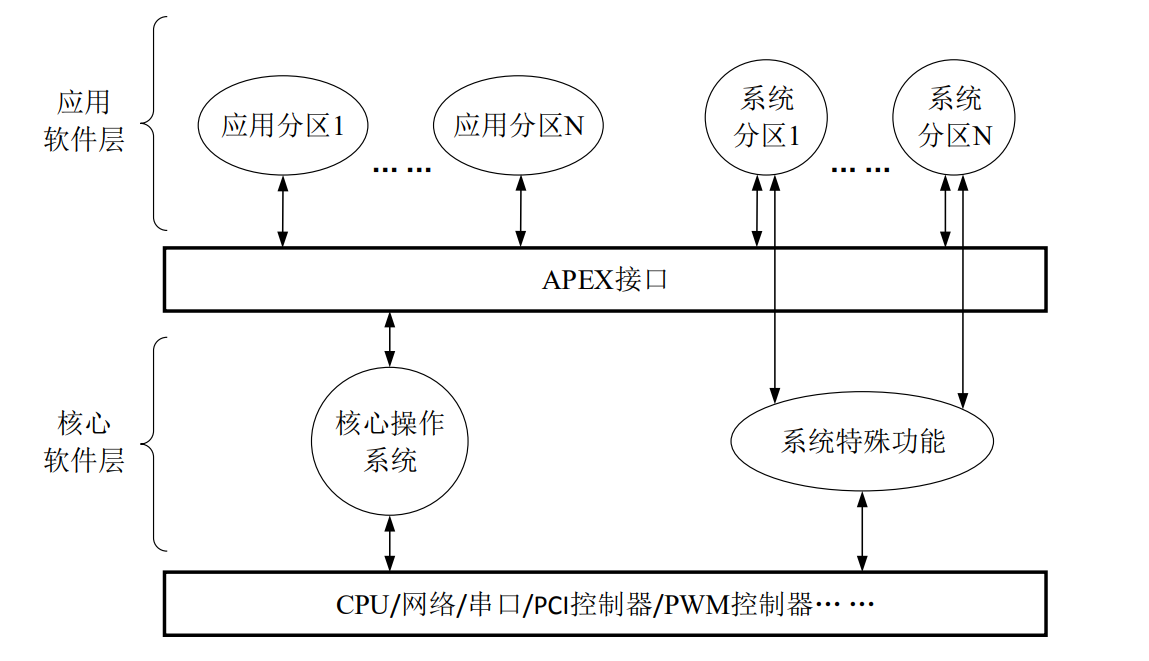 应用
软件层
应用分区1
... ...
应用分区N
系统
分区1
... ...
系统
分区N
APEX接口
核心
软件层
核心操作
系统
系统特殊功能
CPU/网络/串口/PCI控制器/PWM控制器… …